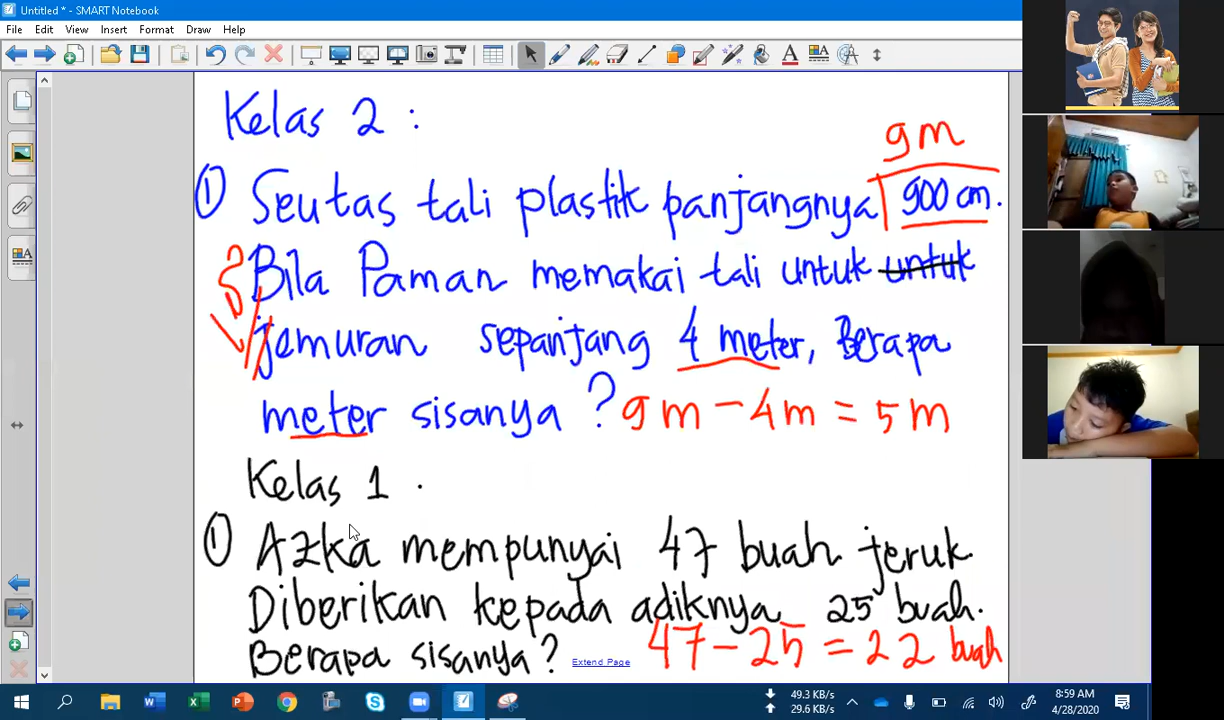 Untitled * - SMART Notebook
File Edit View Insert Format Draw Help
Kelas 2 :
9 m
① Seutas tali plastik panjangnya 900 cm.
Bila Paman memakai tali untuk untuk
jemuran sepanjang 4 meter, Berapa
meter sisanya ? 9 m - 4 m = 5 m
Kelas 1 .
① Azka mempunyai 47 buah jeruk
Diberikan kepada adiknya 25 buah.
Berapa sisanya ? 47 - 25 = 22 buah
Extend Page
49.3 KB/s
29.6 KB/s
8:59 AM
4/28/2020